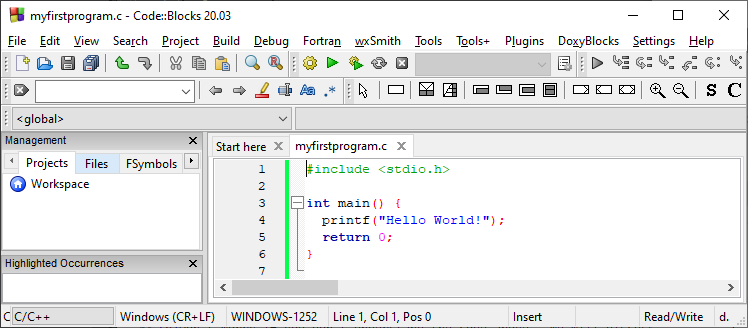 myfirstprogram.c - Code::Blocks 20.03
File Edit View Search Project Build Debug Fortran wxSmith Tools Tools+ Plugins DoxyBlocks Settings Help
Aa .* S C
<global>
Management
Projects Files FSymbols
Workspace
Highlighted Occurrences
Start here myfirstprogram.c
1 #include <stdio.h>
2
3 int main() {
4 printf("Hello World!");
5 return 0;
6 }
7
C C/C++ Windows (CR+LF) WINDOWS-1252 Line 1, Col 1, Pos 0 Insert Read/Write d.